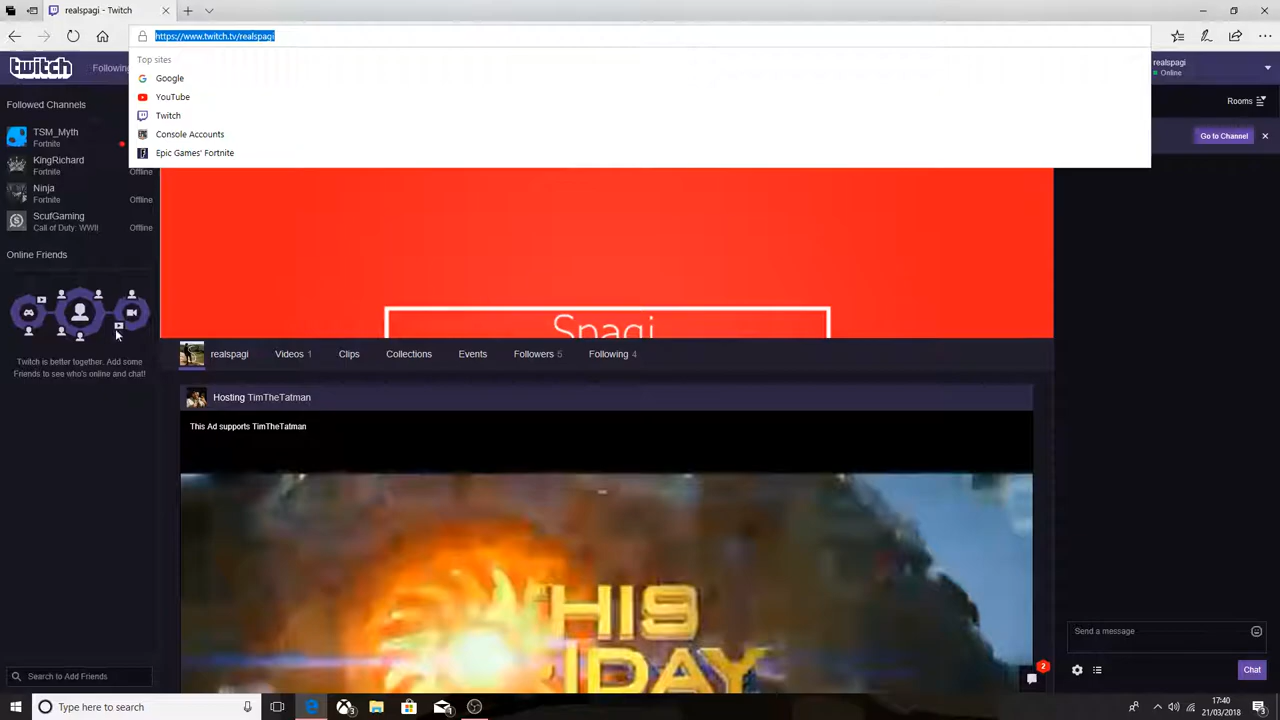 realspagi - Twitch
https://www.twitch.tv/realspagi
Top sites
Google
YouTube
Twitch
Console Accounts
Epic Games' Fortnite
twitch
Following
realspagi
Online
Rooms
Go to Channel
Followed Channels
TSM_Myth
Fortnite
KingRichard
Fortnite
Offline
Ninja
Fortnite
Offline
ScufGaming
Call of Duty: WWII
Offline
Online Friends
Twitch is better together. Add some
Friends to see who's online and chat!
Search to Add Friends
Spagi
realspagi
Videos 1
Clips
Collections
Events
Followers 5
Following 4
Hosting TimTheTatman
This Ad supports TimTheTatman
THIS
FRIDAY
Send a message
Chat
2
Type here to search
17:40
21/03/2018